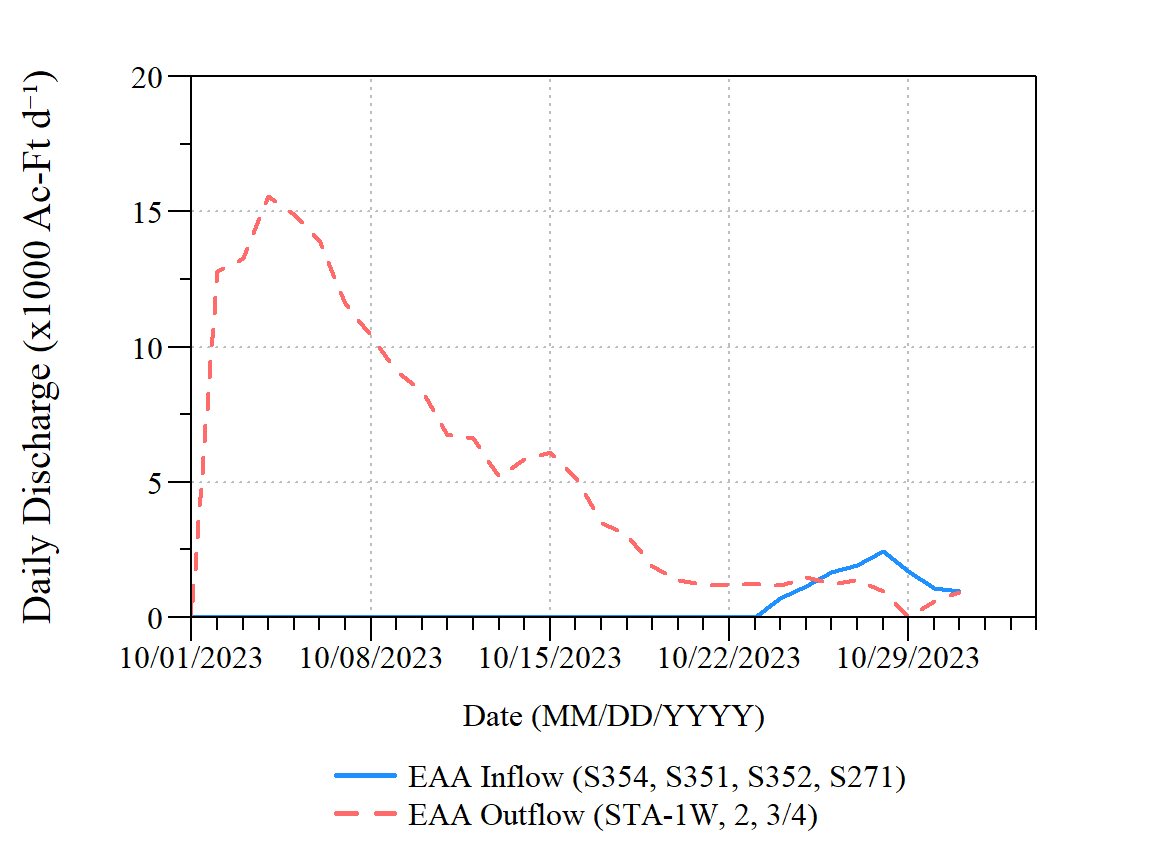 Daily Discharge (x1000 Ac-Ft d⁻¹)
20
15
10
5
0
10/01/2023 10/08/2023 10/15/2023 10/22/2023 10/29/2023
Date (MM/DD/YYYY)
EAA Inflow (S354, S351, S352, S271)
EAA Outflow (STA-1W, 2, 3/4)